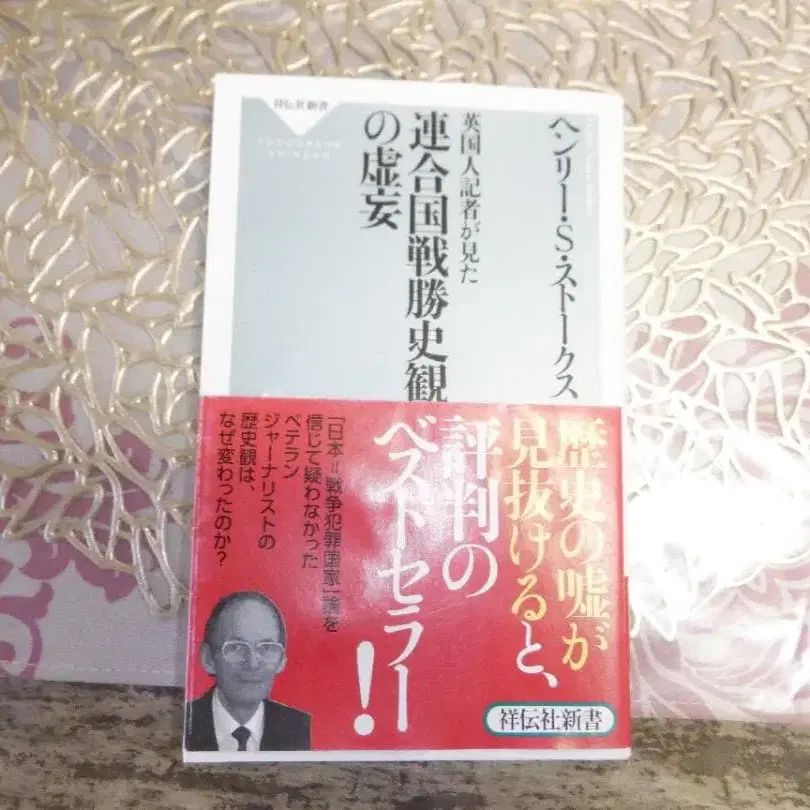 祥伝社新書
ヘンリー・S・ストークス
英国人記者が見た
連合国戦勝史観
の虚妄
歴史の嘘が
見抜けると、
評判の
ベストセラー!
「日本=戦争犯罪国家」論を
信じて疑わなかった
ベテラン
ジャーナリストの
歴史観は、
なぜ変わったのか?
祥伝社新書